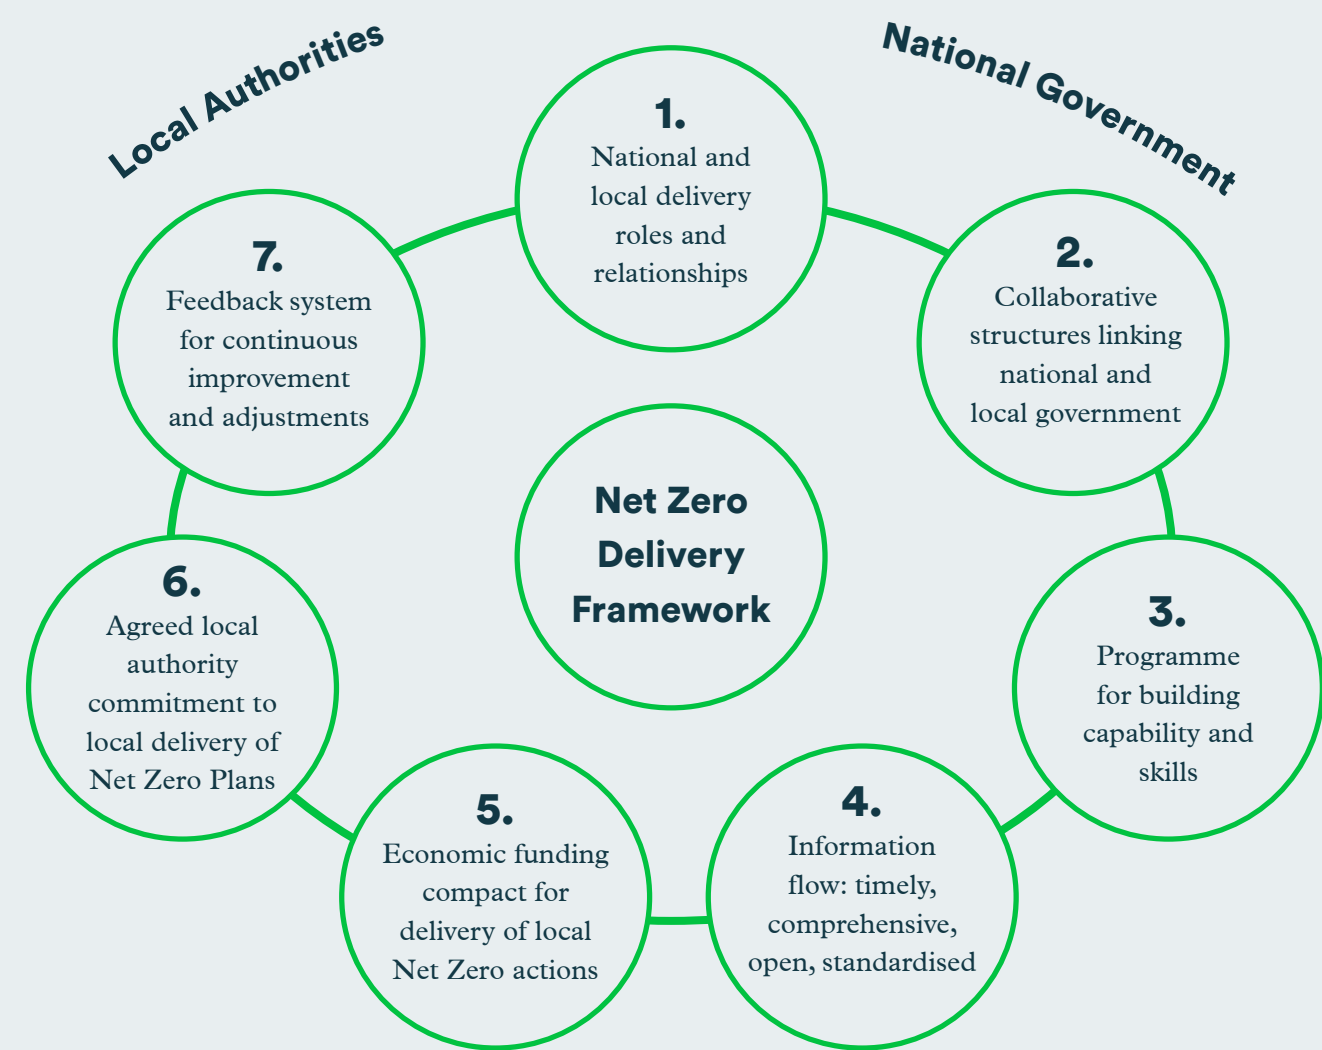 Local Authorities
National Government
1.
National and
local delivery
roles and
relationships
2.
Collaborative
structures linking
national and
local government
3.
Programme
for building
capability and
skills
4.
Information
flow: timely,
comprehensive,
open, standardised
5.
Economic funding
compact for
delivery of local
Net Zero actions
6.
Agreed local
authority
commitment to
local delivery of
Net Zero Plans
7.
Feedback system
for continuous
improvement
and adjustments
Net Zero
Delivery
Framework